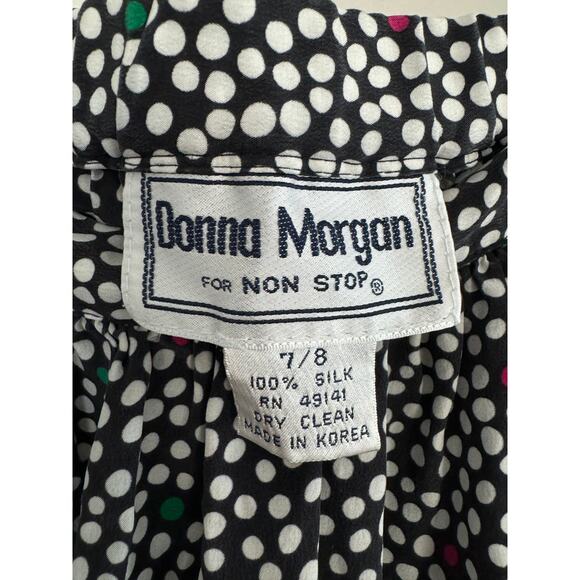 Donna Morgan
FOR NON STOP®
7/8
100% SILK
RN 49141
DRY CLEAN
MADE IN KOREA